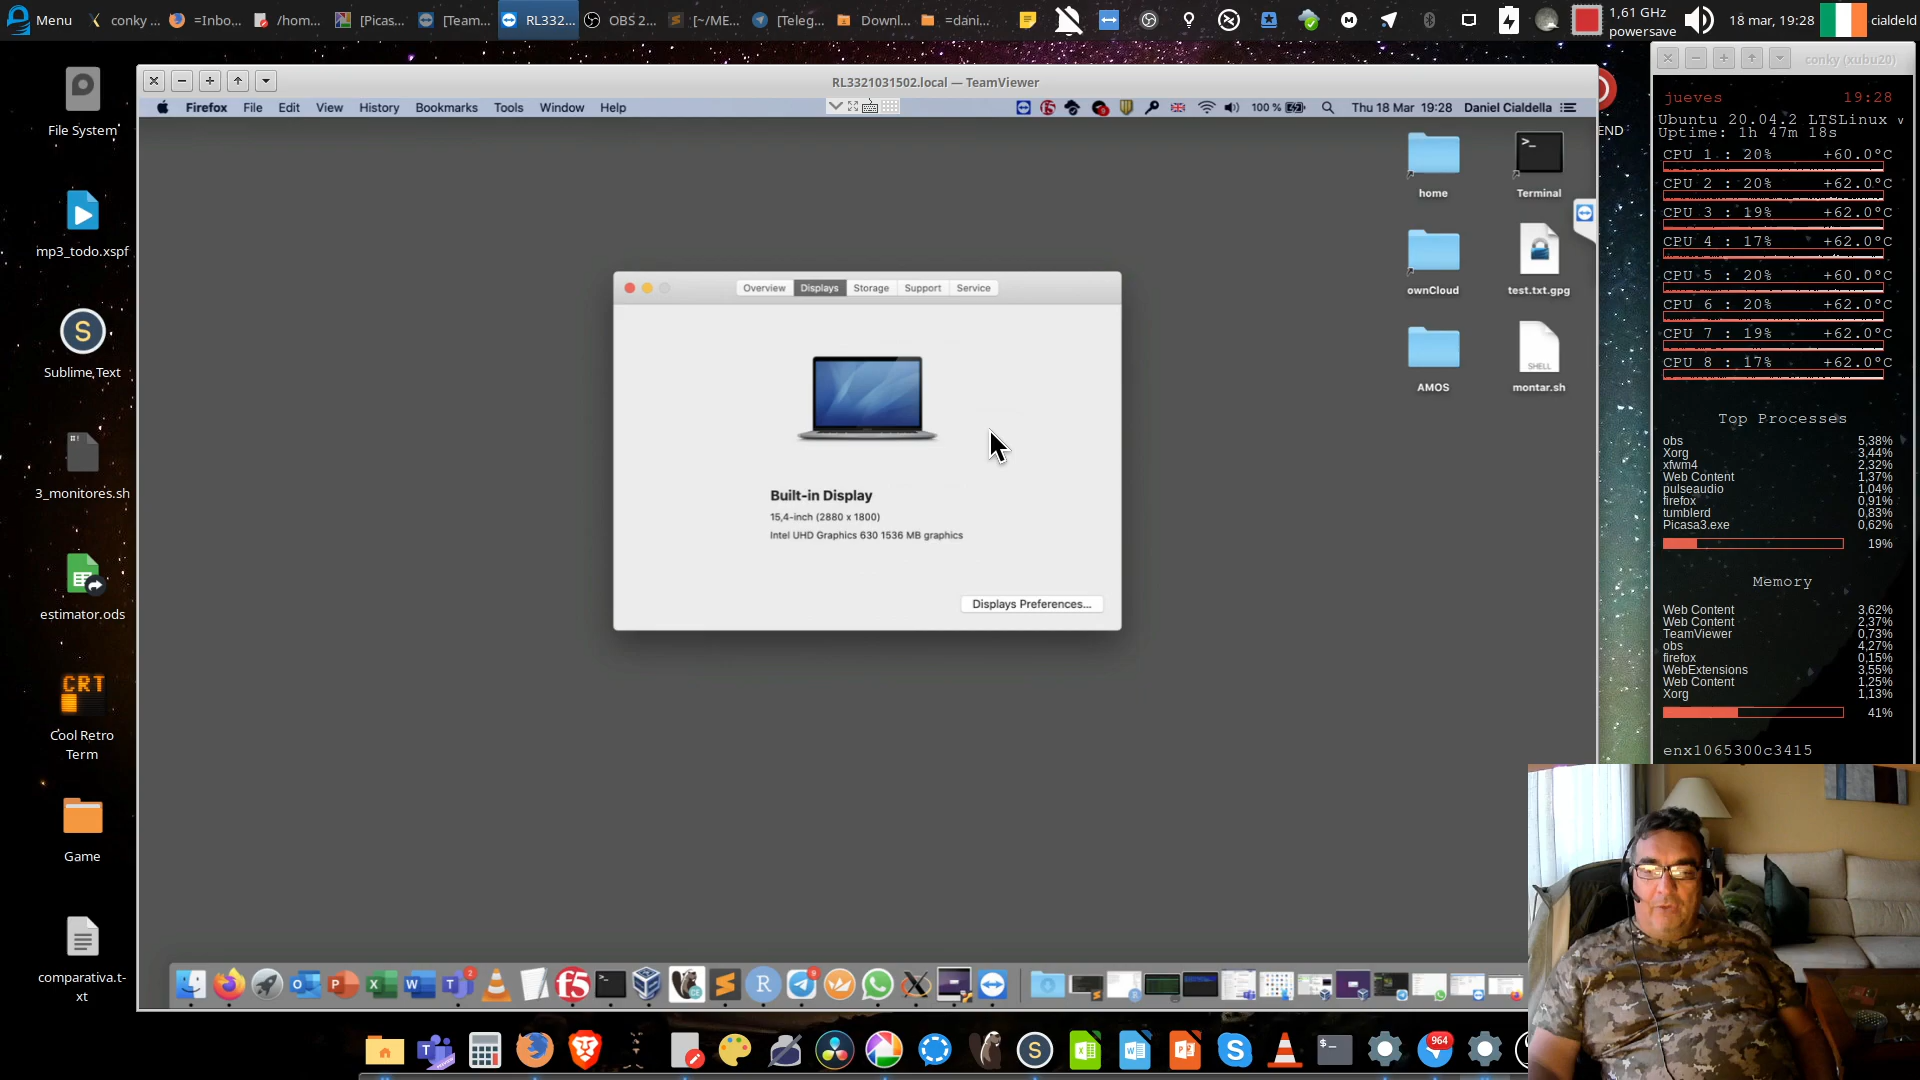 Menu
conky ...
=Inbo...
/hom...
[Picas...
[Team...
RL332...
OBS 2...
[~/ME...
[Teleg...
Downl...
=dani...
1,61 GHz
powersave
18 mar, 19:28
cialdeld
File System
mp3_todo.xspf
Sublime Text
3_monitores.sh
estimator.ods
CRT
Cool Retro
Term
Game
comparativa.t-
xt
RL3321031502.local — TeamViewer
Firefox File Edit View History Bookmarks Tools Window Help
100 %
Thu 18 Mar 19:28 Daniel Cialdella
home
Terminal
ownCloud
test.txt.gpg
AMOS
SHELL
montar.sh
Overview Displays Storage Support Service
Built-in Display
15,4-inch (2880 x 1800)
Intel UHD Graphics 630 1536 MB graphics
Displays Preferences...
END
conky (xubu20)
jueves 19:28
Ubuntu 20.04.2 LTSLinux v
Uptime: 1h 47m 18s
CPU 1 : 20% +60.0°C
CPU 2 : 20% +62.0°C
CPU 3 : 19% +62.0°C
CPU 4 : 17% +62.0°C
CPU 5 : 20% +60.0°C
CPU 6 : 20% +62.0°C
CPU 7 : 19% +62.0°C
CPU 8 : 17% +62.0°C
Top Processes
obs 5,38%
Xorg 3,44%
xfwm4 2,32%
Web Content 1,37%
pulseaudio 1,04%
firefox 0,91%
tumblerd 0,83%
Picasa3.exe 0,62%
19%
Memory
Web Content 3,62%
Web Content 2,37%
TeamViewer 0,73%
obs 4,27%
firefox 0,15%
WebExtensions 3,55%
Web Content 1,25%
Xorg 1,13%
41%
enx1065300c3415
2
9
964